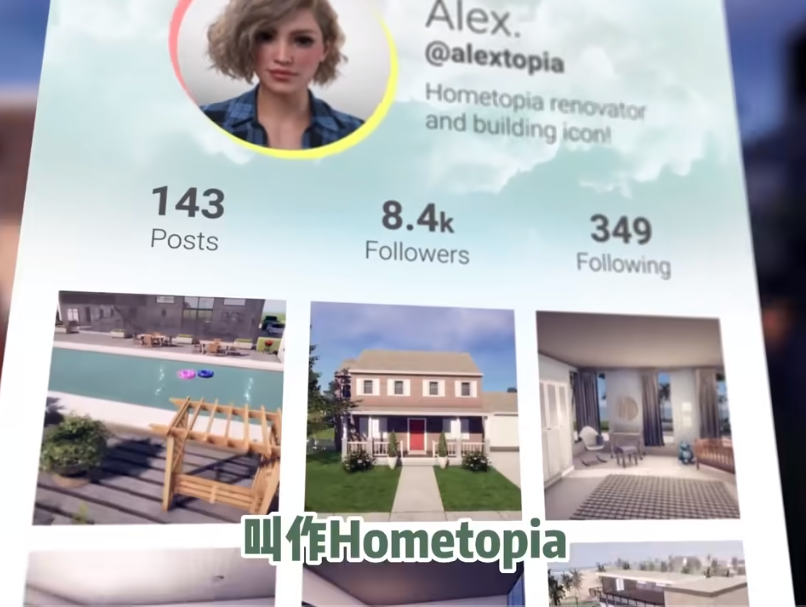 Alex.
@alextopia
Hometopia renovator
and building icon!
143
Posts
8.4k
Followers
349
Following
叫作Hometopia